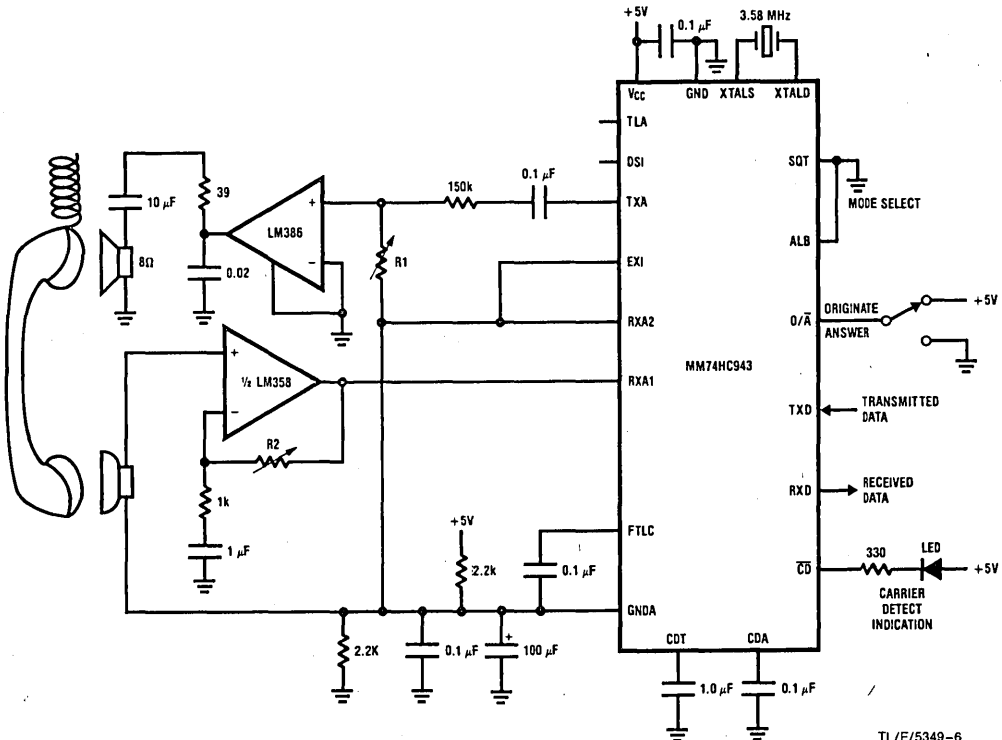 +5V
0.1 μF
3.58 MHz
VCC
GND
XTALS
XTALD
TLA
DSI
SQT
MODE SELECT
39
10 μF
LM386
+
−
150k
0.1 μF
TXA
8Ω
0.02
R1
EXI
ALB
RXA2
O/A̅
ORIGINATE
ANSWER
+5V
MM74HC943
+
−
½ LM358
RXA1
TXD
TRANSMITTED
DATA
R2
RXD
RECEIVED
DATA
1k
1 μF
+5V
2.2k
FTLC
0.1 μF
C̅D̅
330
LED
+5V
CARRIER
DETECT
INDICATION
GNDA
2.2K
0.1 μF
+
100 μF
CDT
CDA
1.0 μF
0.1 μF
TL/F/5349-6